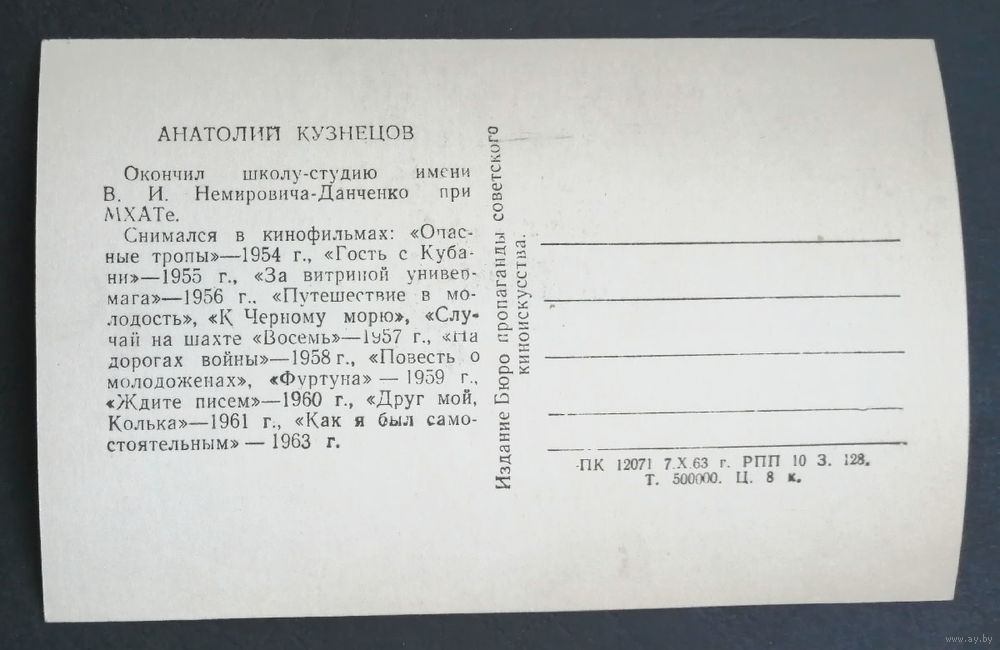 АНАТОЛИЙ КУЗНЕЦОВ
Окончил школу-студию имени
В. И. Немировича-Данченко при
МХАТе.
Снимался в кинофильмах: «Опас-
ные тропы»—1954 г., «Гость с Куба-
ни»—1955 г., «За витриной универ-
мага»—1956 г.. «Путешествие в мо-
лодость», «К Черному морю», «Слу-
чай на шахте «Восемь»—1957 г., «На
дорогах войны»—1958 г., «Повесть о
молодоженах», «Фуртуна» — 1959 г.,
«Ждите писем»—1960 г., «Друг мой,
Колька»—1961 г., «Как я был само-
стоятельным» — 1963 г.
Издание Бюро пропаганды советского
киноискусства.
ПК 12071 7.X.63 г. РПП 10 З. 128.
Т. 500000. Ц. 8 к.
www.ay.by